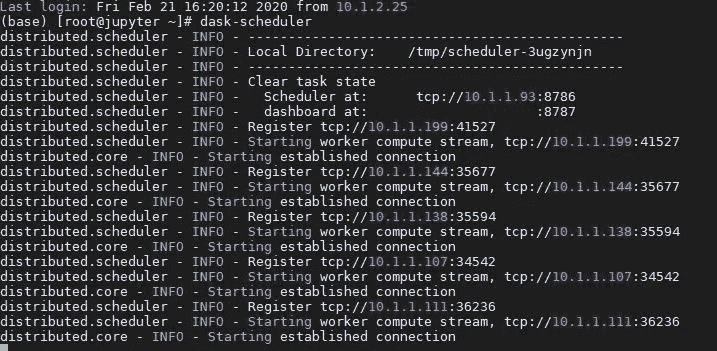 Last login: Fri Feb 21 16:20:12 2020 from 10.1.2.25
(base) [root@jupyter ~]# dask-scheduler
distributed.scheduler - INFO - -----------------------------------------------
distributed.scheduler - INFO - Local Directory:    /tmp/scheduler-3ugzynjn
distributed.scheduler - INFO - -----------------------------------------------
distributed.scheduler - INFO - Clear task state
distributed.scheduler - INFO -   Scheduler at:      tcp://10.1.1.93:8786
distributed.scheduler - INFO -   dashboard at:                     :8787
distributed.scheduler - INFO - Register tcp://10.1.1.199:41527
distributed.scheduler - INFO - Starting worker compute stream, tcp://10.1.1.199:41527
distributed.core - INFO - Starting established connection
distributed.scheduler - INFO - Register tcp://10.1.1.144:35677
distributed.scheduler - INFO - Starting worker compute stream, tcp://10.1.1.144:35677
distributed.core - INFO - Starting established connection
distributed.scheduler - INFO - Register tcp://10.1.1.138:35594
distributed.scheduler - INFO - Starting worker compute stream, tcp://10.1.1.138:35594
distributed.core - INFO - Starting established connection
distributed.scheduler - INFO - Register tcp://10.1.1.107:34542
distributed.scheduler - INFO - Starting worker compute stream, tcp://10.1.1.107:34542
distributed.core - INFO - Starting established connection
distributed.scheduler - INFO - Register tcp://10.1.1.111:36236
distributed.scheduler - INFO - Starting worker compute stream, tcp://10.1.1.111:36236
distributed.core - INFO - Starting established connection